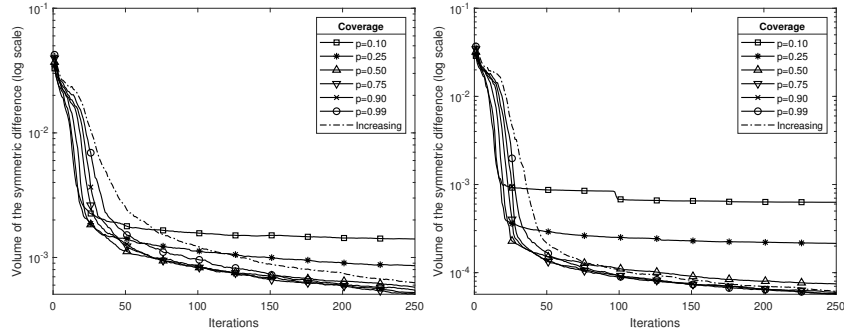 Volume of the symmetric difference (log scale)
10^-1
10^-2
10^-3
0 50 100 150 200 250
Iterations
Coverage
p=0.10
p=0.25
p=0.50
p=0.75
p=0.90
p=0.99
Increasing
Volume of the symmetric difference (log scale)
10^-1
10^-2
10^-3
10^-4
0 50 100 150 200 250
Iterations
Coverage
p=0.10
p=0.25
p=0.50
p=0.75
p=0.90
p=0.99
Increasing